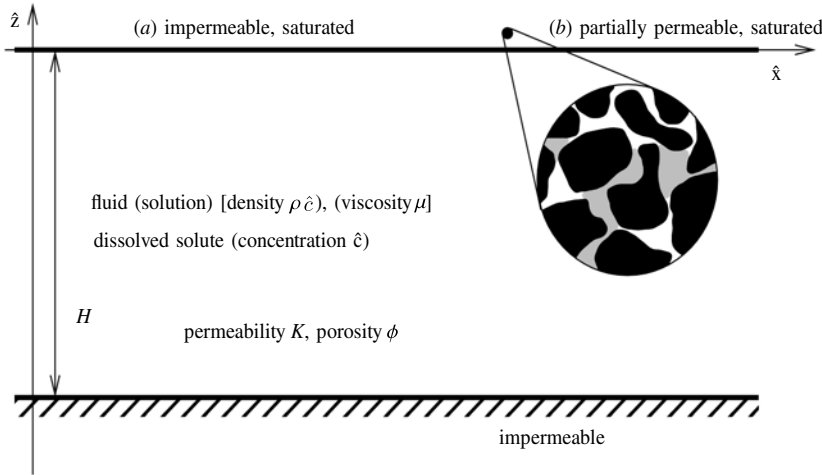 ẑ
(a) impermeable, saturated
(b) partially permeable, saturated
x̂
fluid (solution) [density ρ ĉ), (viscosity μ]
dissolved solute (concentration ĉ)
H
permeability K, porosity ϕ
impermeable